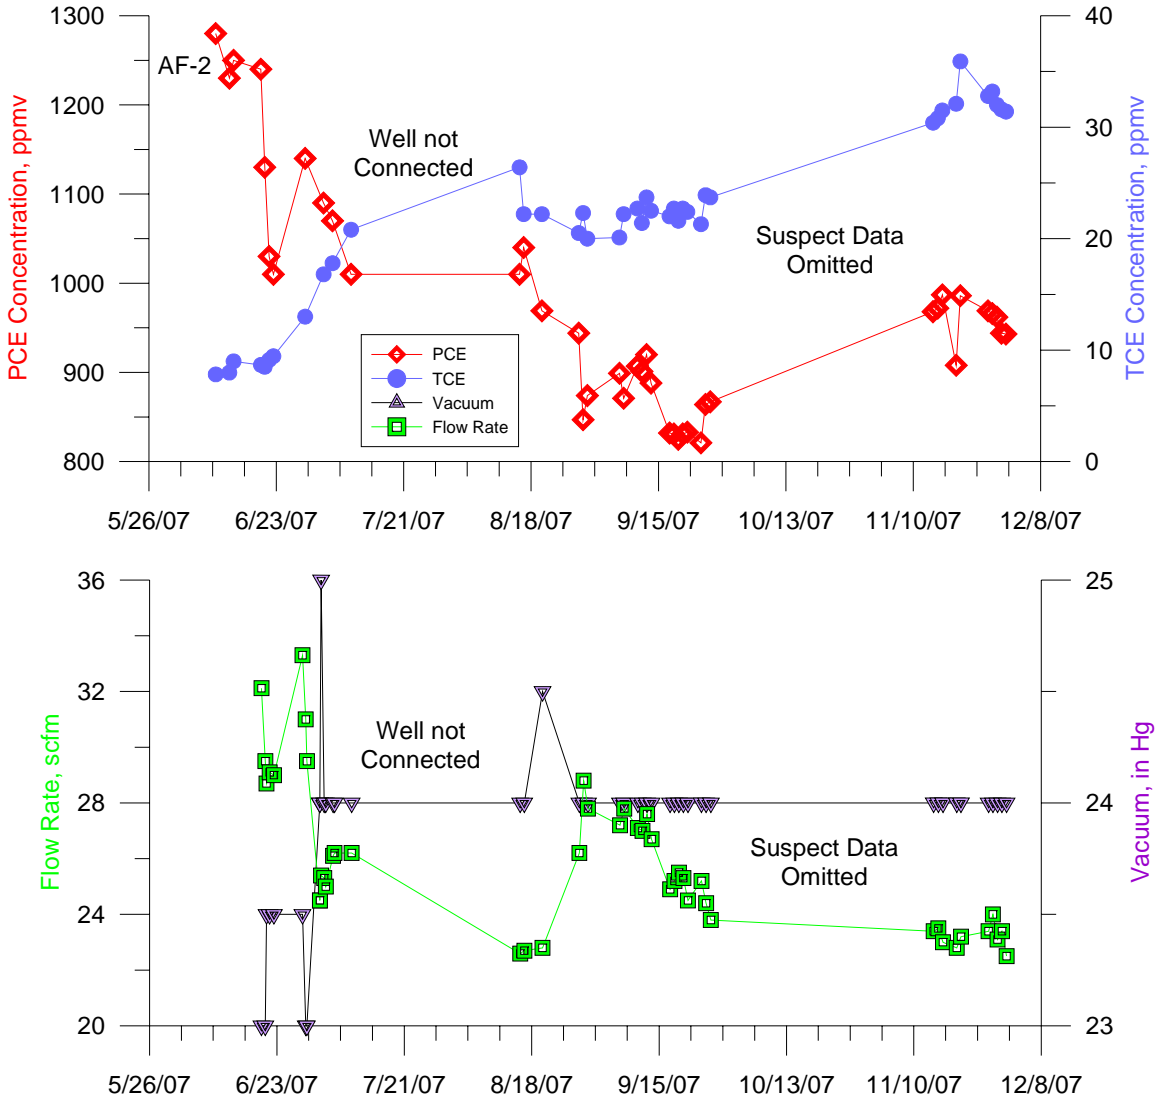 1300
1200
1100
1000
900
800
PCE Concentration, ppmv
AF-2
Well not
Connected
Suspect Data
Omitted
PCE
TCE
Vacuum
Flow Rate
40
30
20
10
0
TCE Concentration, ppmv
5/26/07 6/23/07 7/21/07 8/18/07 9/15/07 10/13/07 11/10/07 12/8/07
36
32
28
24
20
Flow Rate, scfm
Well not
Connected
Suspect Data
Omitted
25
24
23
Vacuum, in Hg
5/26/07 6/23/07 7/21/07 8/18/07 9/15/07 10/13/07 11/10/07 12/8/07